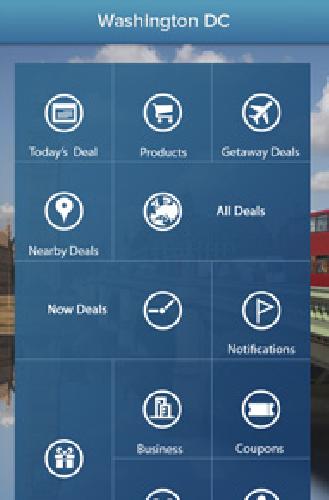 Washington DC
Today's Deal
Products
Getaway Deals
All Deals
Nearby Deals
Now Deals
Notifications
Business
Coupons